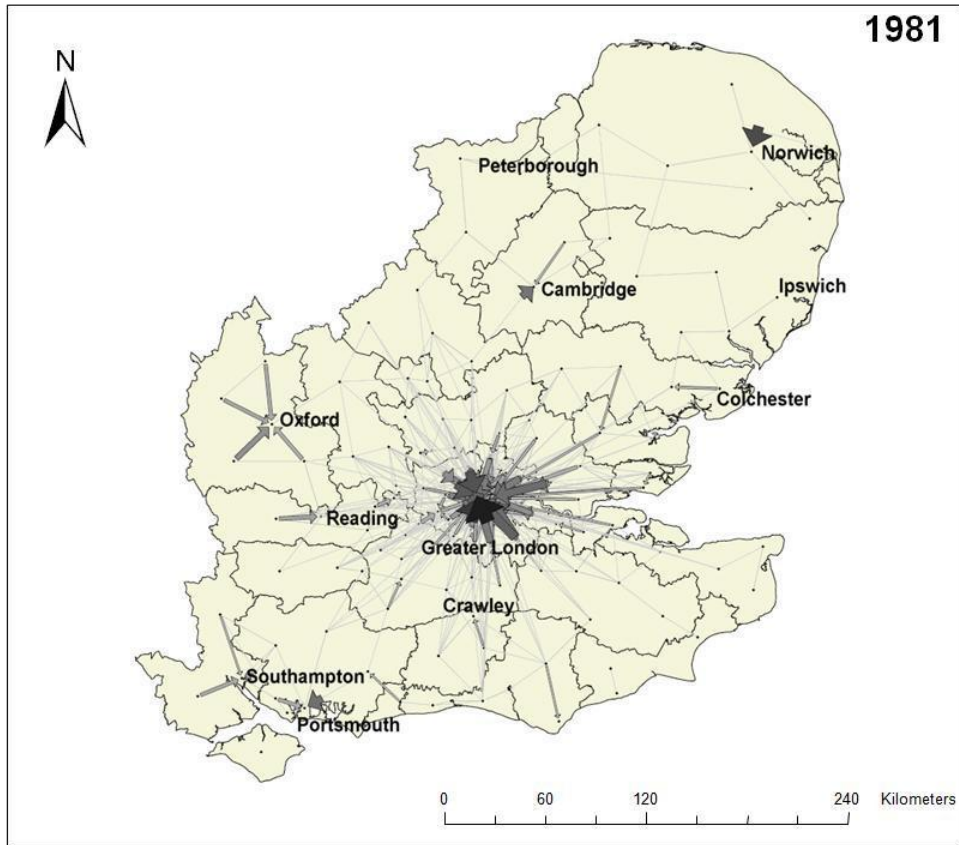 1981
N
Norwich
Peterborough
Ipswich
Cambridge
Colchester
Oxford
Reading
Greater London
Crawley
Southampton
Portsmouth
0 60 120 240 Kilometers